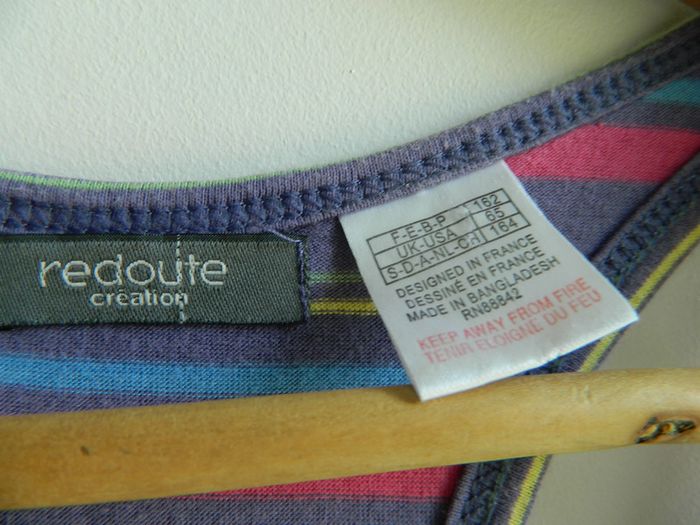 redoute
création
F-E-B-P 162
UK-USA 65
S-D-A-NL-CH 164
DESIGNED IN FRANCE
DESSINÉ EN FRANCE
MADE IN BANGLADESH
RN88842
KEEP AWAY FROM FIRE
TENIR ELOIGNE DU FEU